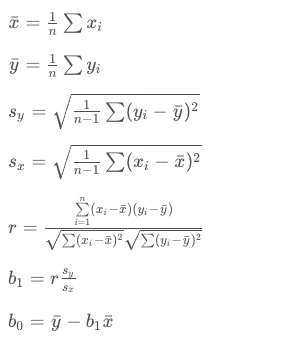 x̄ = 1/n ∑ xᵢ
ȳ = 1/n ∑ yᵢ
s_y = √(1/(n−1) ∑(yᵢ − ȳ)²)
s_x = √(1/(n−1) ∑(xᵢ − x̄)²)
r = ∑ᵢ₌₁ⁿ(xᵢ−x̄)(yᵢ−ȳ) / (√∑(xᵢ−x̄)² √∑(yᵢ−ȳ)²)
b₁ = r s_y/s_x
b₀ = ȳ − b₁x̄